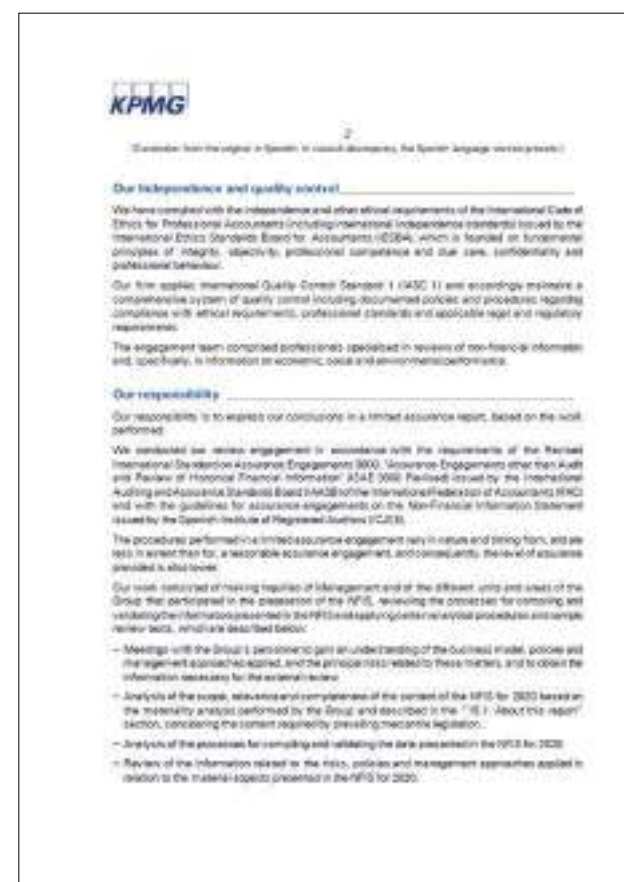 KPMG
2
(Translation from the original in Spanish. In case of discrepancy, the Spanish language version prevails.)
Our independence and quality control
We have complied with the independence and other ethical requirements of the International Code of
Ethics for Professional Accountants (including international independence standards) issued by the
International Ethics Standards Board for Accountants (IESBA), which is founded on fundamental
principles of integrity, objectivity, professional competence and due care, confidentiality and
professional behaviour.
Our firm applies International Quality Control Standard 1 (IASC 1) and accordingly maintains a
comprehensive system of quality control including documented policies and procedures regarding
compliance with ethical requirements, professional standards and applicable legal and regulatory
requirements.
The engagement team comprised professionals specialised in reviews of non-financial information
and, specifically, in information on economic, social and environmental performance.
Our responsibility
Our responsibility is to express our conclusions in a limited assurance report, based on the work
performed.
We conducted our review engagement in accordance with the requirements of the Revised
International Standard on Assurance Engagements 3000, "Assurance Engagements other than Audit
and Review of Historical Financial Information" (ISAE 3000 Revised) issued by the International
Auditing and Assurance Standards Board (IAASB) of the International Federation of Accountants (IFAC)
and with the guidelines for assurance engagements on the Non-Financial Information Statement
issued by the Spanish Institute of Registered Auditors (ICJCE).
The procedures performed in a limited assurance engagement vary in nature and timing from, and are
less in extent than for, a reasonable assurance engagement, and consequently, the level of assurance
provided is also lower.
Our work consisted of making inquiries of Management and of the different units and areas of the
Group that participated in the preparation of the NFIS, reviewing the processes for compiling and
validating the information presented in the NFIS and applying certain analytical procedures and sample
review tests, which are described below:
– Meetings with the Group's personnel to gain an understanding of the business model, policies and
management approaches applied, and the principal risks related to these matters, and to obtain the
information necessary for the external review.
– Analysis of the scope, relevance and completeness of the content of the NFIS for 2020 based on
the materiality analysis performed by the Group and described in the "15.1. About this report"
section, considering the content required by prevailing mercantile legislation.
– Analysis of the processes for compiling and validating the data presented in the NFIS for 2020.
– Review of the information related to the risks, policies and management approaches applied in
relation to the material aspects presented in the NFIS for 2020.